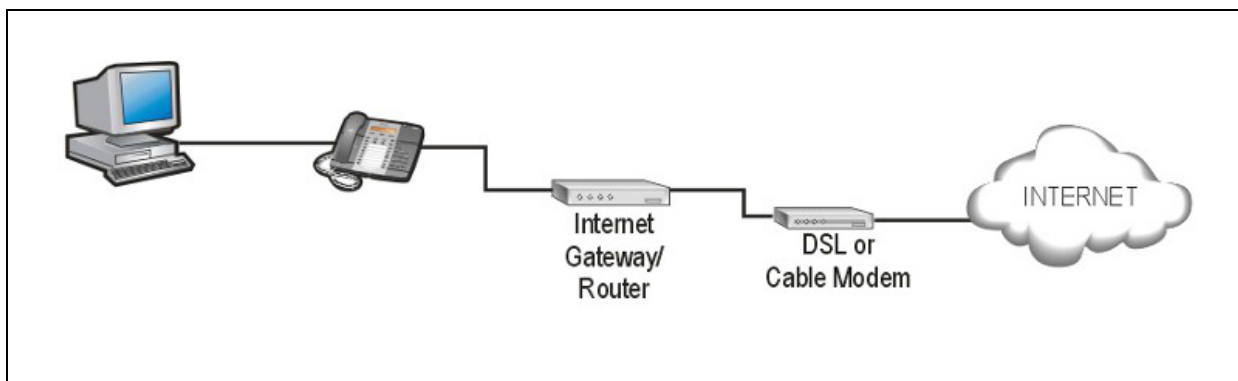 Internet
Gateway/
Router
DSL or
Cable Modem
INTERNET